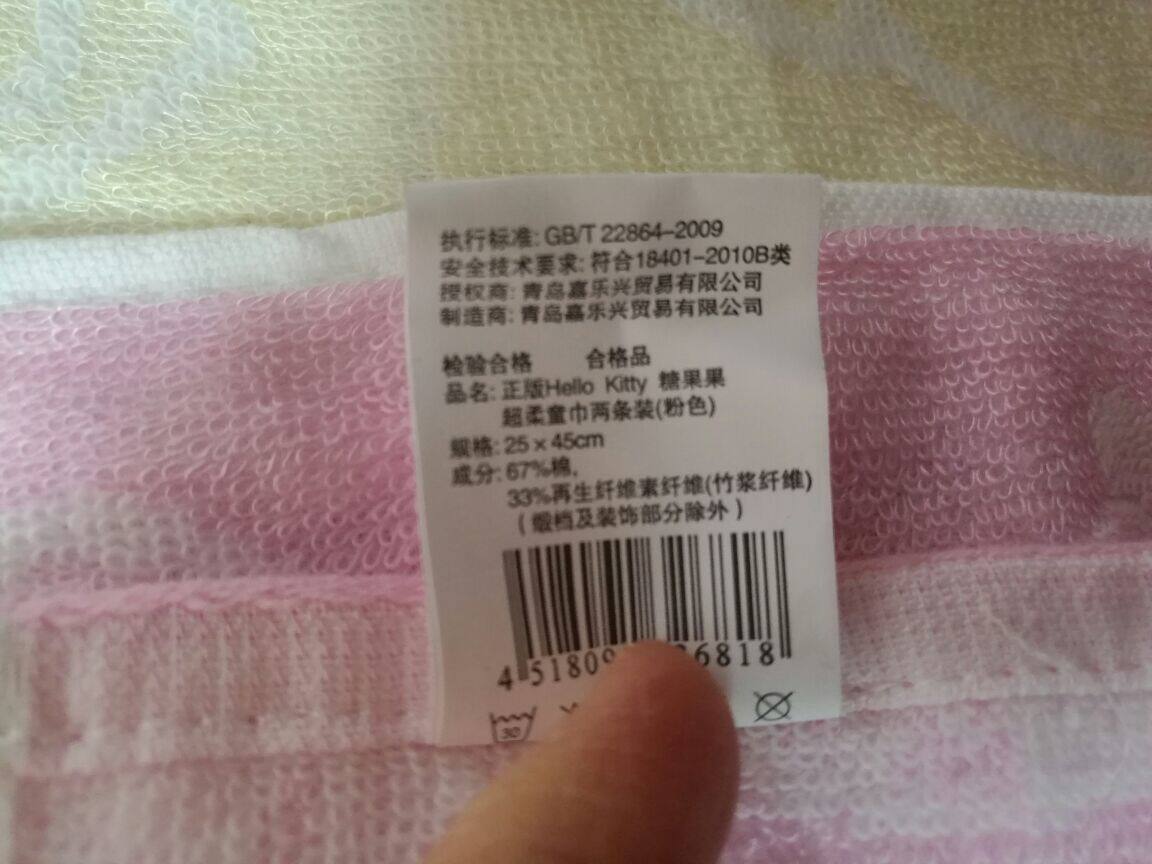 执行标准: GB/T 22864-2009
安全技术要求: 符合18401-2010B类
授权商: 青岛嘉乐兴贸易有限公司
制造商: 青岛嘉乐兴贸易有限公司
检验合格 合格品
品名: 正版Hello Kitty 糖果果
超柔童巾两条装(粉色)
规格: 25×45cm
成分: 67%棉,
33%再生纤维素纤维(竹浆纤维)
(缎档及装饰部分除外)
4 51809 6818
30